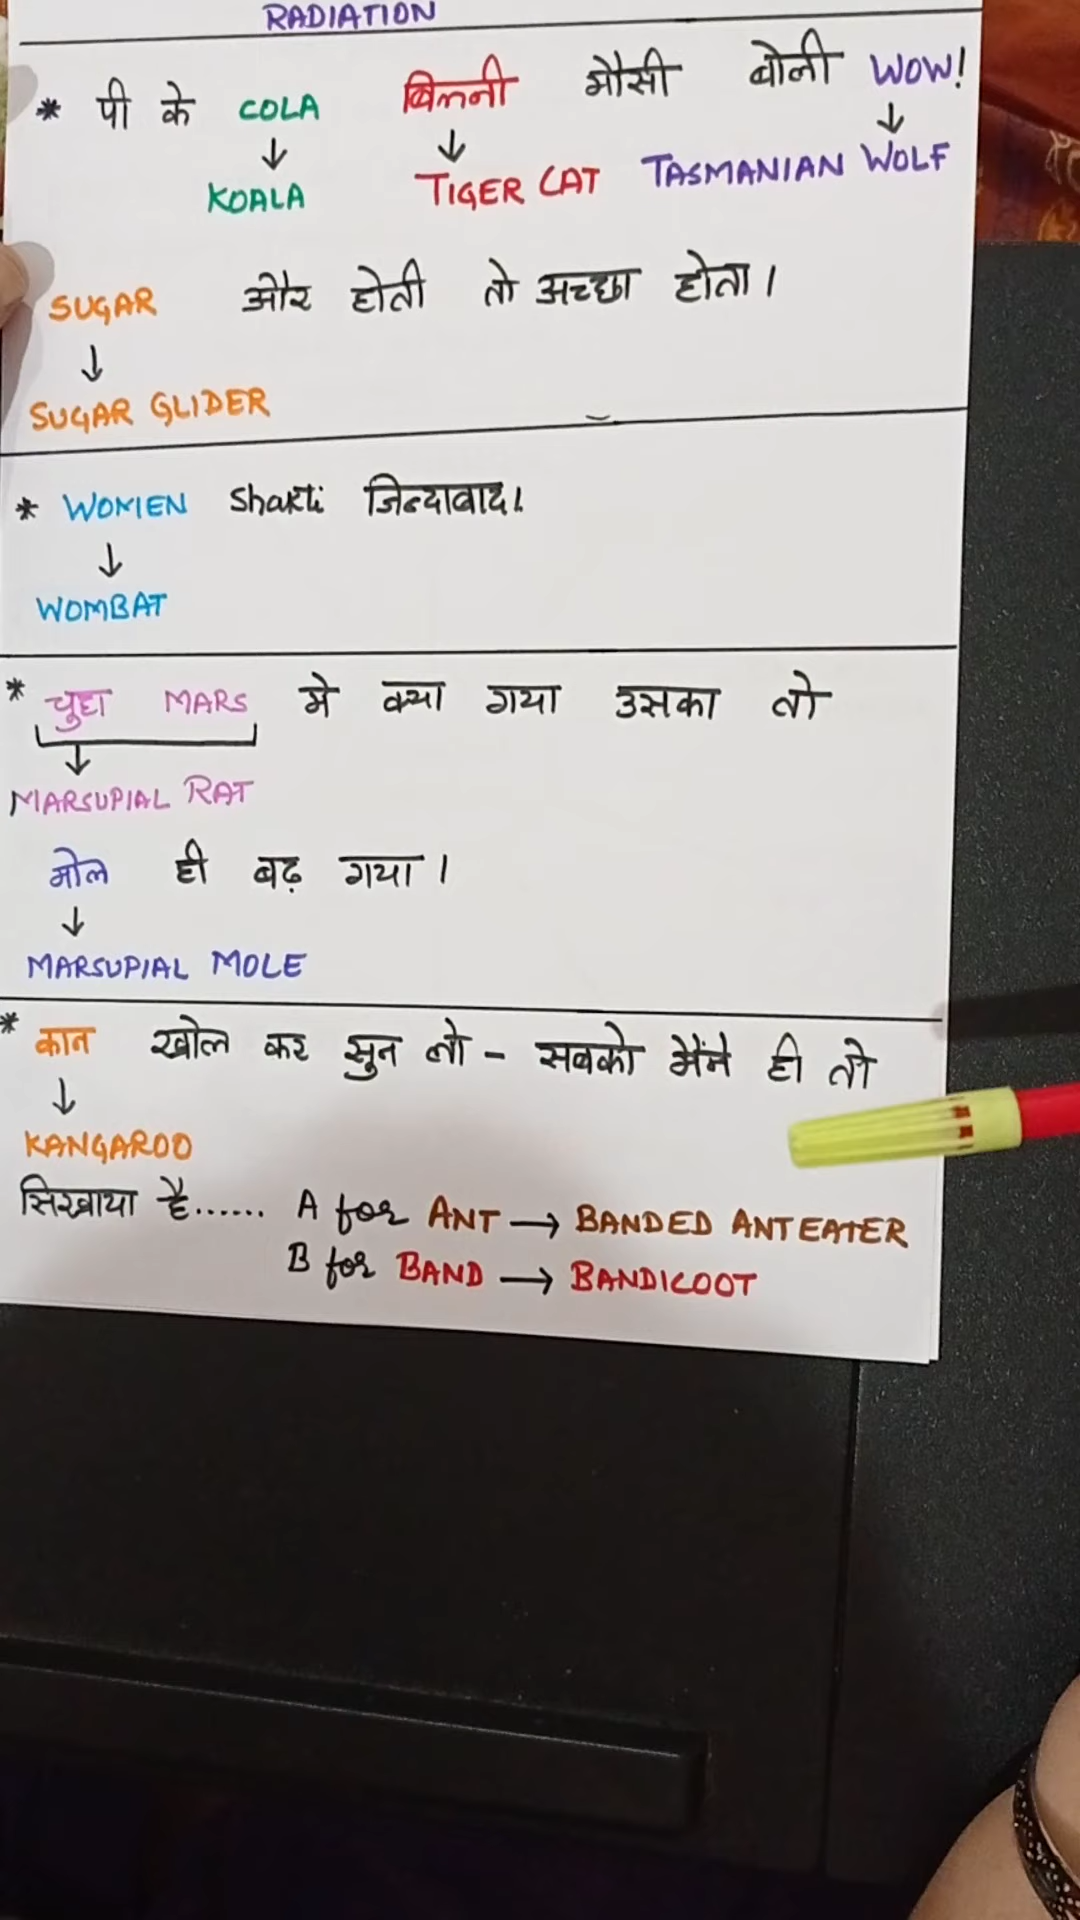 RADIATION
* पी के COLA बिल्ली मौसी बोली WOW!
↓ ↓ ↓
KOALA TIGER CAT TASMANIAN WOLF
SUGAR और होती तो अच्छा होता।
↓
SUGAR GLIDER
* WOMEN Shakti जिन्दाबाद।
↓
WOMBAT
* चुहा MARS मे क्या गया उसका तो
↓
MARSUPIAL RAT
मोल ही बढ़ गया।
↓
MARSUPIAL MOLE
* कान खोल कर सुन लो - सबको मैंने ही तो
↓
KANGAROO
सिखाया है...... A for ANT → BANDED ANTEATER
B for BAND → BANDICOOT